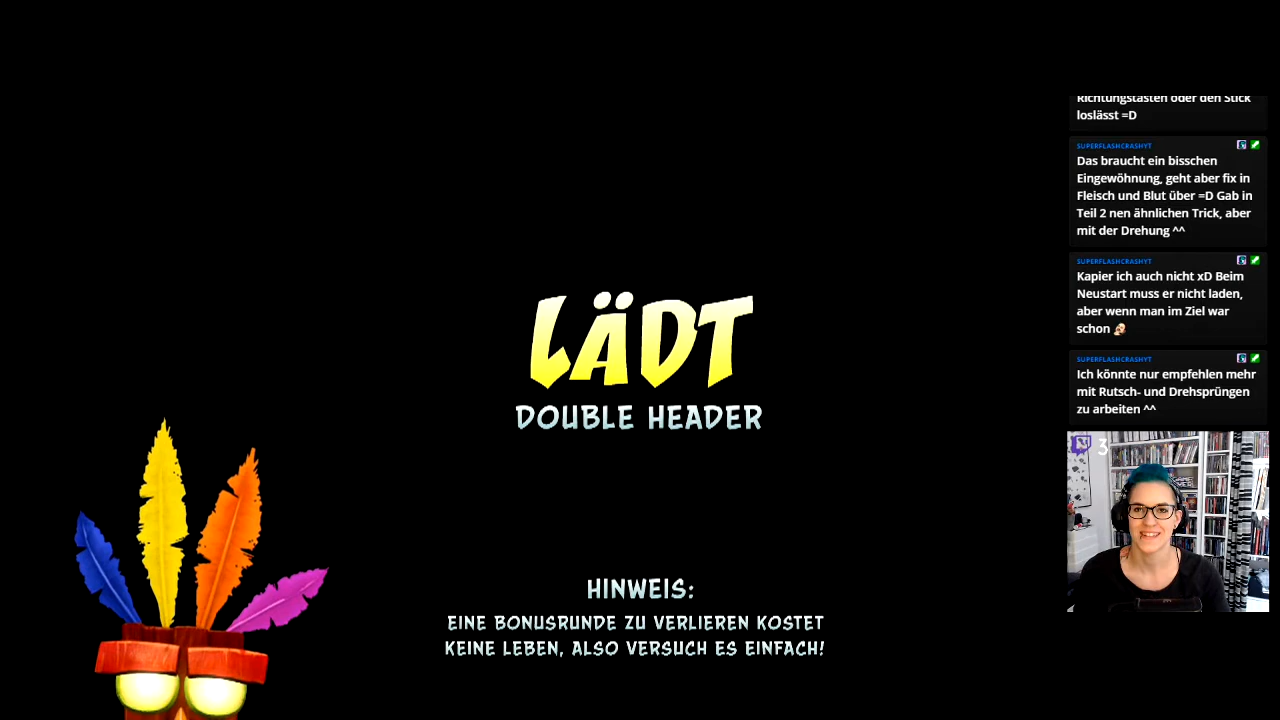 LÄDT
DOUBLE HEADER
HINWEIS:
EINE BONUSRUNDE ZU VERLIEREN KOSTET
KEINE LEBEN, ALSO VERSUCH ES EINFACH!
Richtungstasten oder den Stick
loslässt =D
SUPERFLASHCRASHYT
Das braucht ein bisschen
Eingewöhnung, geht aber fix in
Fleisch und Blut über =D Gab in
Teil 2 nen ähnlichen Trick, aber
mit der Drehung ^^
SUPERFLASHCRASHYT
Kapier ich auch nicht xD Beim
Neustart muss er nicht laden,
aber wenn man im Ziel war
schon
SUPERFLASHCRASHYT
Ich könnte nur empfehlen mehr
mit Rutsch- und Drehsprüngen
zu arbeiten ^^
3